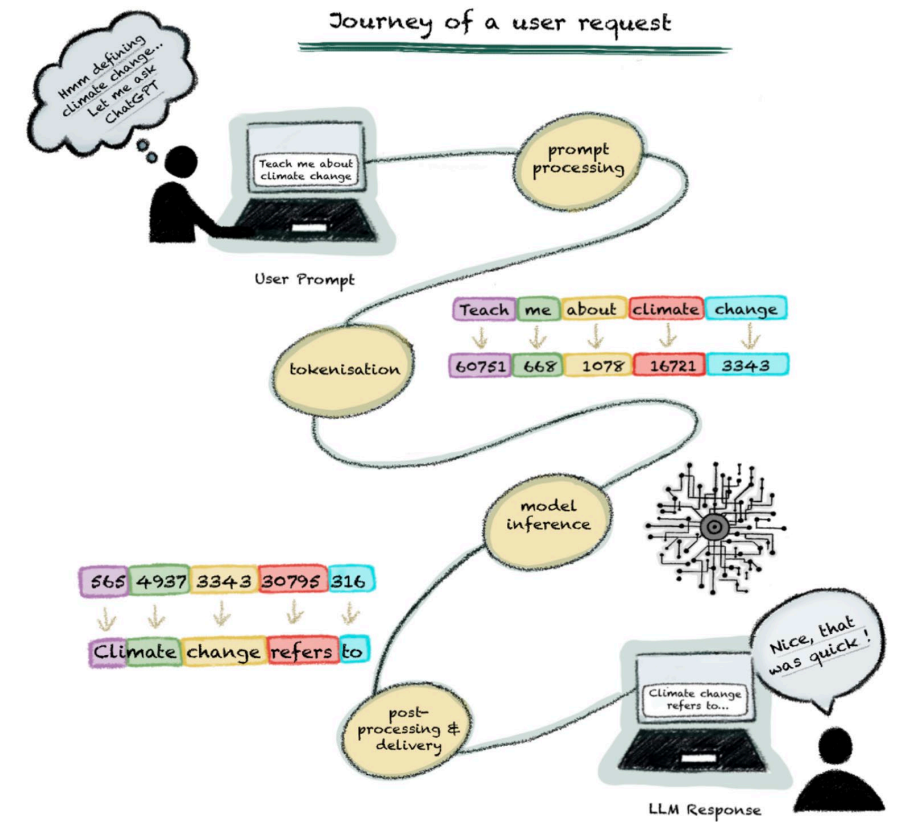 Journey of a user request
Hmm defining
climate change...
Let me ask
ChatGPT
Teach me about
climate change
User Prompt
prompt
processing
Teach me about climate change
60751 668 1078 16721 3343
tokenisation
model
inference
565 4937 3343 30795 316
Climate change refers to
post-
processing &
delivery
Climate change
refers to...
Nice, that
was quick!
LLM Response